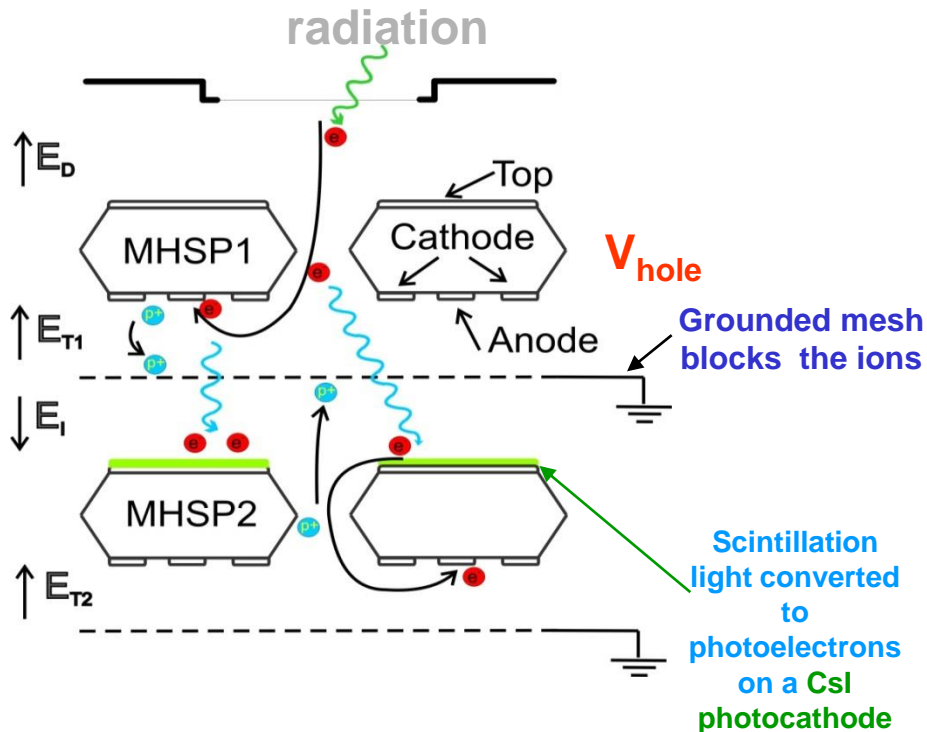 radiation
e
E_D
Top
MHSP1
Cathode
V_hole
e
p+
e
E_T1
Anode
Grounded mesh
blocks the ions
p+
p+
E_I
e
e
e
MHSP2
p+
Scintillation
light converted
to
photoelectrons
on a CsI
photocathode
e
E_T2